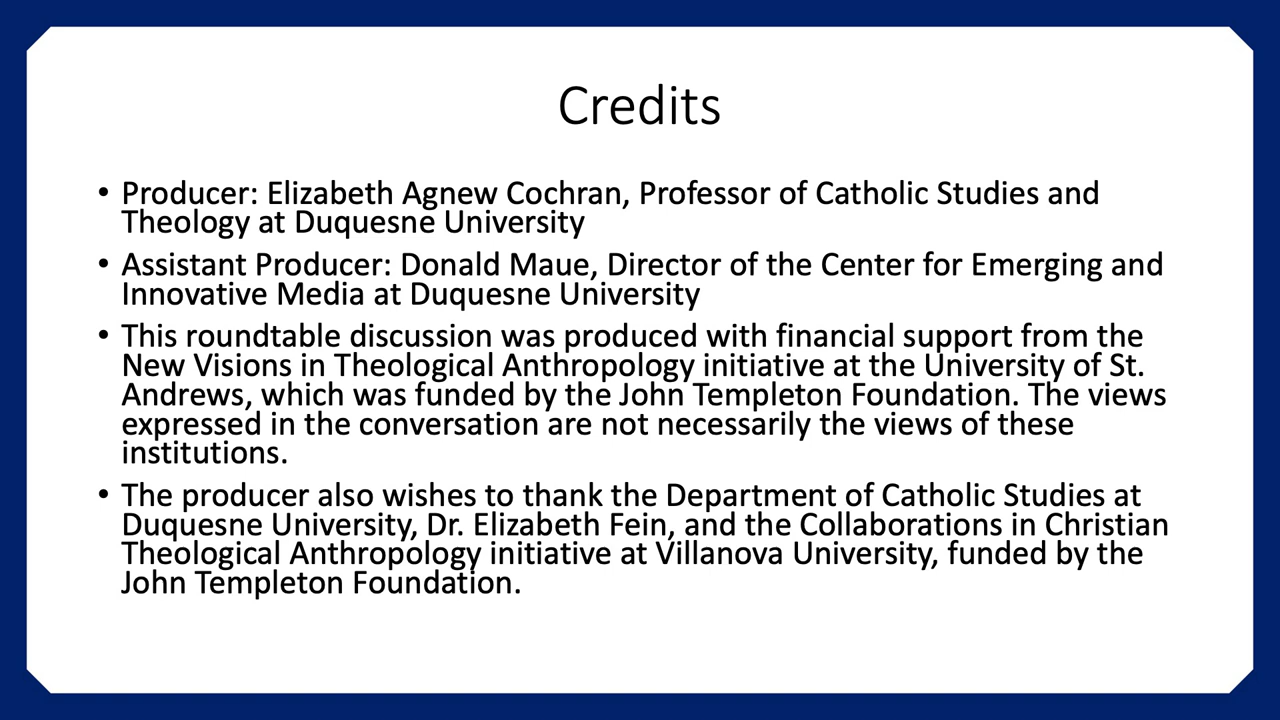 Credits
• Producer: Elizabeth Agnew Cochran, Professor of Catholic Studies and
Theology at Duquesne University
• Assistant Producer: Donald Maue, Director of the Center for Emerging and
Innovative Media at Duquesne University
• This roundtable discussion was produced with financial support from the
New Visions in Theological Anthropology initiative at the University of St.
Andrews, which was funded by the John Templeton Foundation. The views
expressed in the conversation are not necessarily the views of these
institutions.
• The producer also wishes to thank the Department of Catholic Studies at
Duquesne University, Dr. Elizabeth Fein, and the Collaborations in Christian
Theological Anthropology initiative at Villanova University, funded by the
John Templeton Foundation.